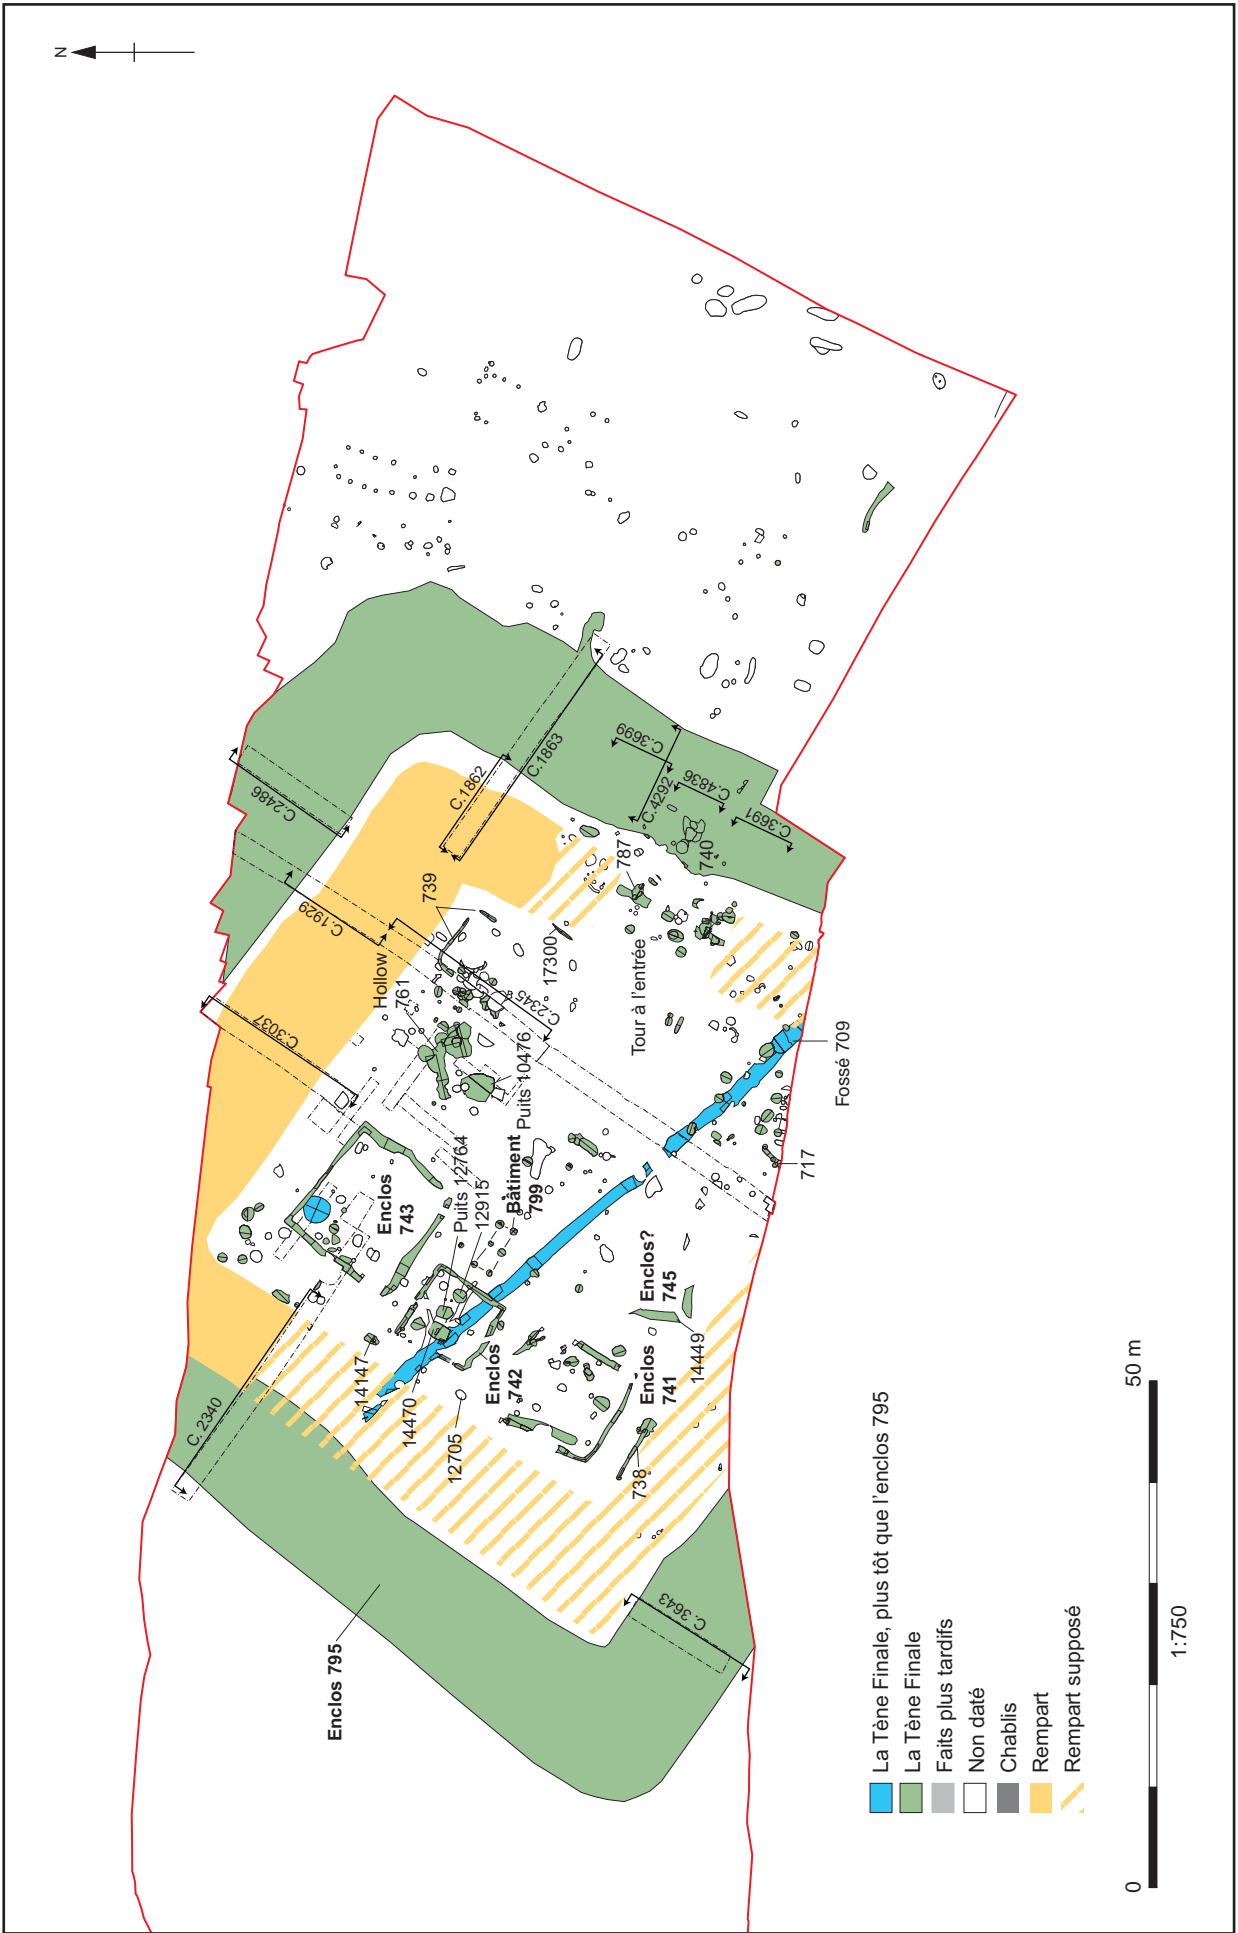 N
C.2486
C.1929
C.3037
C. 2340
C.1862
C.1863
C.3699
C.4292
C.4836
C.3691
C.2345
C.3643
739
787
740
Hollow
761
17300
Tour à l'entrée
Puits 10476
Fossé 709
717
Enclos
743
Puits 12764
12915
Bâtiment
799
14147
14470
12705
Enclos
742
Enclos?
745
Enclos
741
14449
738
Enclos 795
La Tène Finale, plus tôt que l'enclos 795
La Tène Finale
Faits plus tardifs
Non daté
Chablis
Rempart
Rempart supposé
0
50 m
1:750